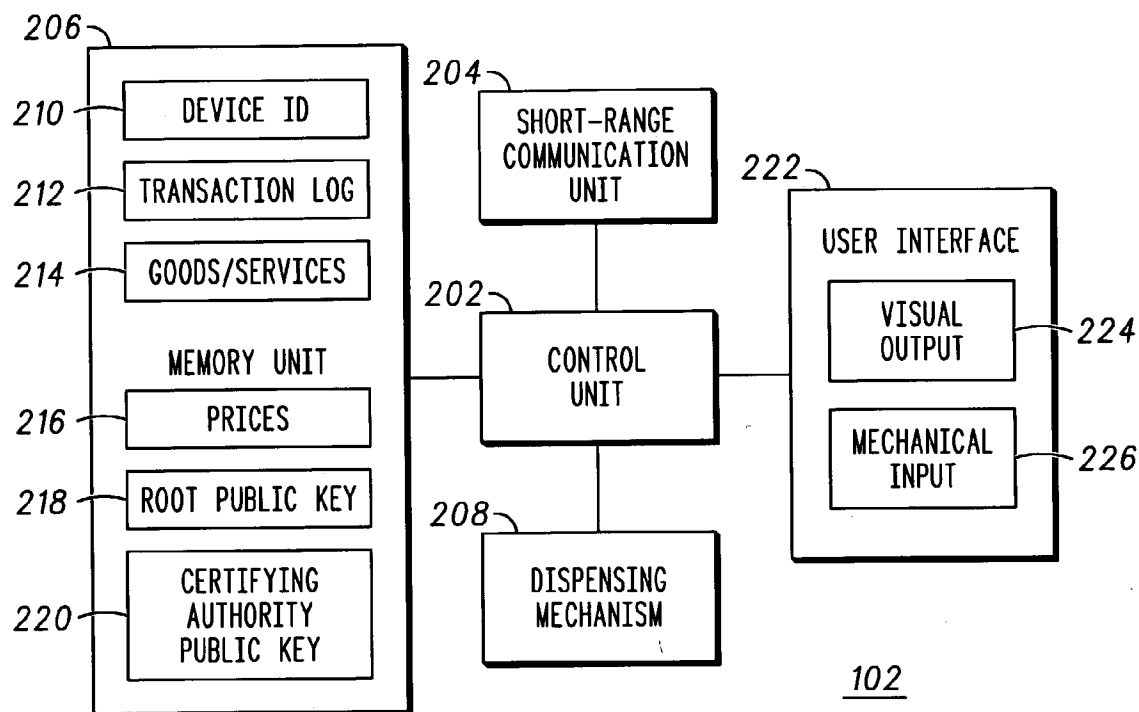 206
210
DEVICE ID
212
TRANSACTION LOG
214
GOODS/SERVICES
MEMORY UNIT
216
PRICES
218
ROOT PUBLIC KEY
220
CERTIFYING
AUTHORITY
PUBLIC KEY
204
SHORT-RANGE
COMMUNICATION
UNIT
202
CONTROL
UNIT
208
DISPENSING
MECHANISM
222
USER INTERFACE
VISUAL
OUTPUT
224
MECHANICAL
INPUT
226
102